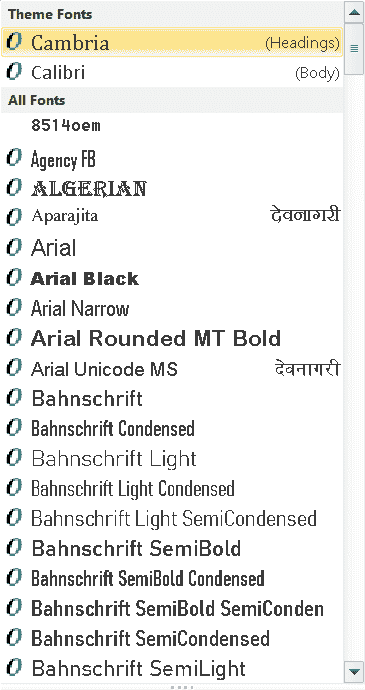 Theme Fonts
Cambria (Headings)
Calibri (Body)
All Fonts
8514oem
Agency FB
ALGERIAN
Aparajita देवनागरी
Arial
Arial Black
Arial Narrow
Arial Rounded MT Bold
Arial Unicode MS देवनागरी
Bahnschrift
Bahnschrift Condensed
Bahnschrift Light
Bahnschrift Light Condensed
Bahnschrift Light SemiCondensed
Bahnschrift SemiBold
Bahnschrift SemiBold Condensed
Bahnschrift SemiBold SemiConden
Bahnschrift SemiCondensed
Bahnschrift SemiLight